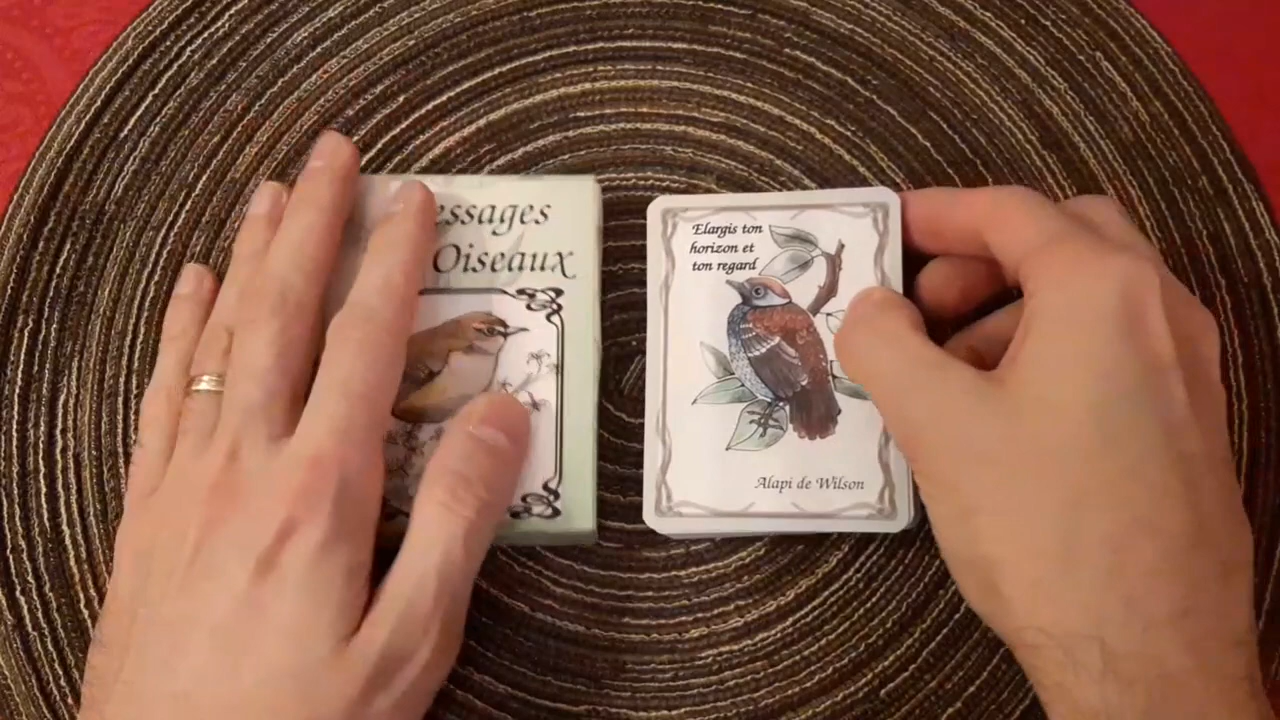 essages
Oiseaux
Elargis ton
horizon et
ton regard
Alapi de Wilson